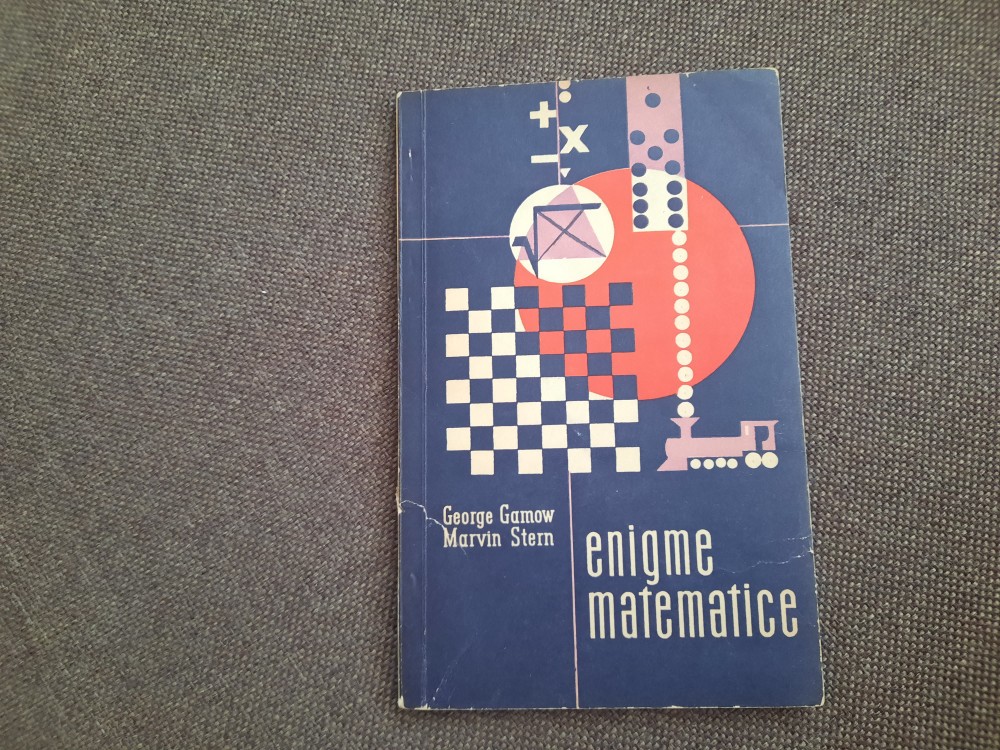 +
x
−
George Gamow
Marvin Stern
enigme
matematice